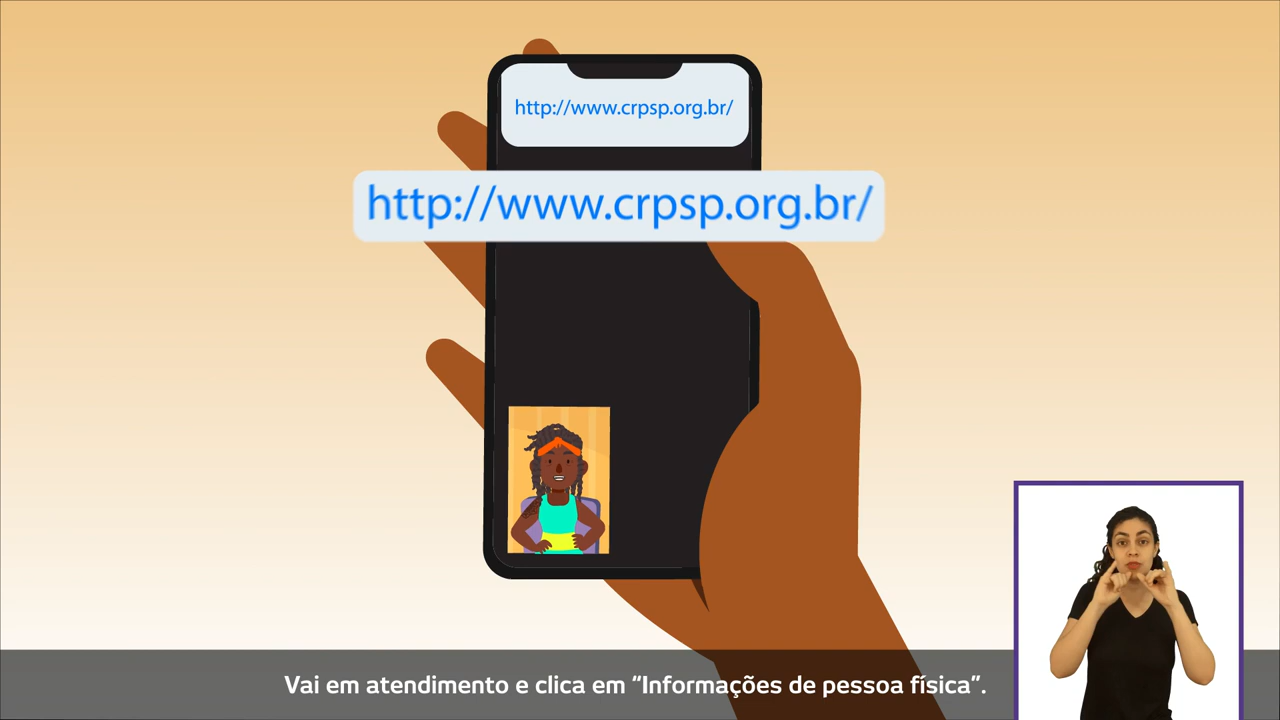 http://www.crpsp.org.br/
http://www.crpsp.org.br/
Vai em atendimento e clica em “Informações de pessoa física”.